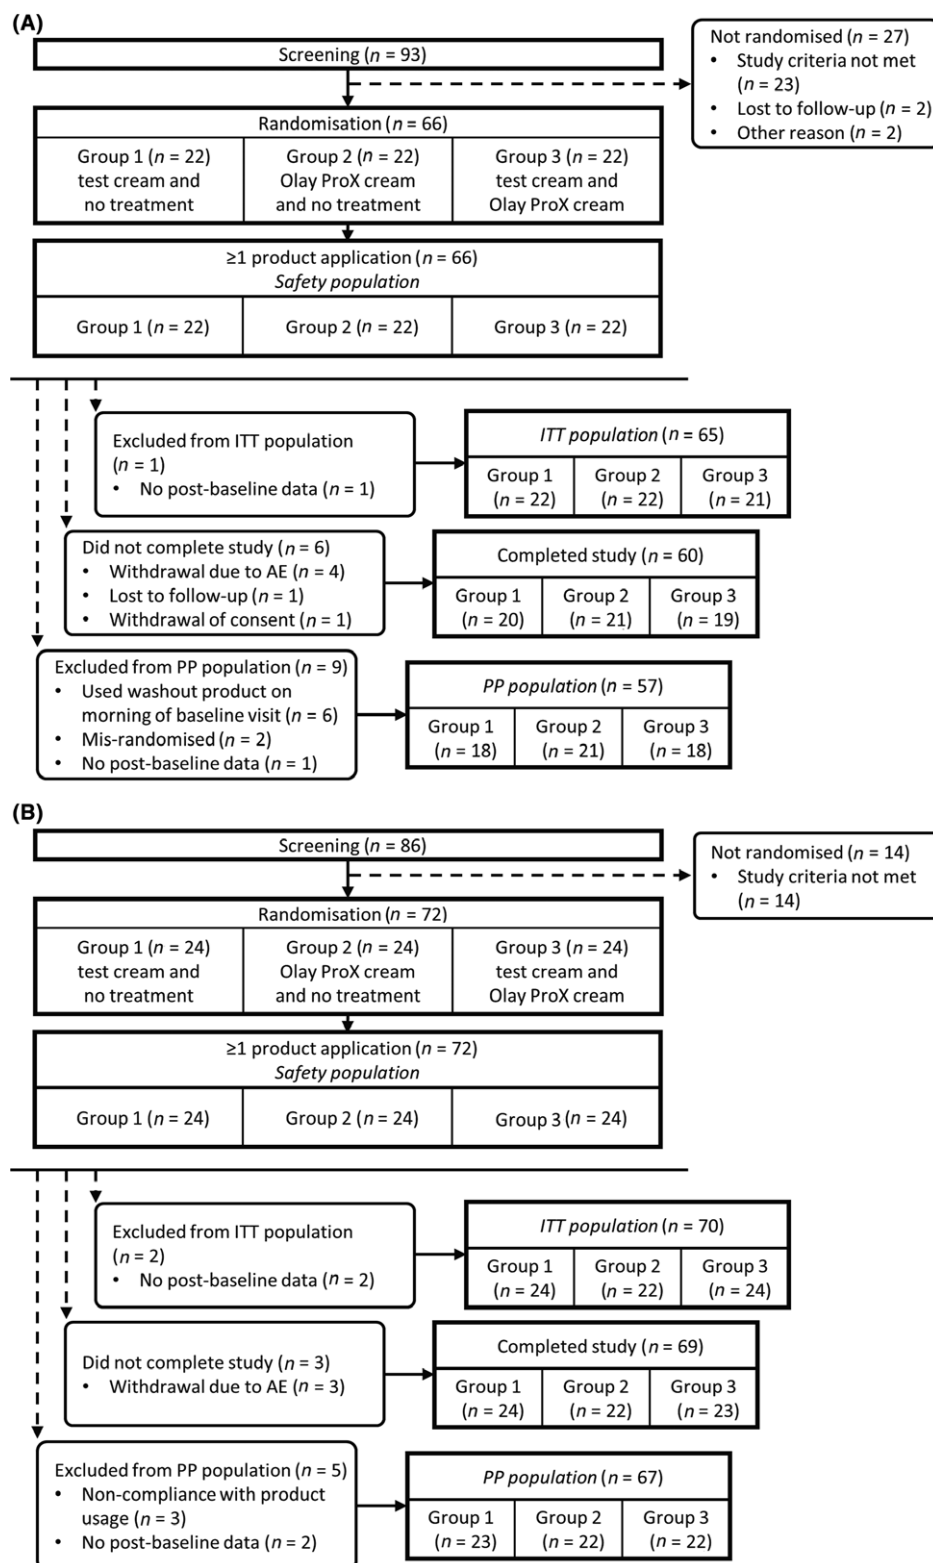 (A)
Screening (n = 93)
Not randomised (n = 27)
• Study criteria not met
(n = 23)
• Lost to follow-up (n = 2)
• Other reason (n = 2)
Randomisation (n = 66)
Group 1 (n = 22)
test cream and
no treatment
Group 2 (n = 22)
Olay ProX cream
and no treatment
Group 3 (n = 22)
test cream and
Olay ProX cream
≥1 product application (n = 66)
Safety population
Group 1 (n = 22)
Group 2 (n = 22)
Group 3 (n = 22)
Excluded from ITT population
(n = 1)
• No post-baseline data (n = 1)
ITT population (n = 65)
Group 1
(n = 22)
Group 2
(n = 22)
Group 3
(n = 21)
Did not complete study (n = 6)
• Withdrawal due to AE (n = 4)
• Lost to follow-up (n = 1)
• Withdrawal of consent (n = 1)
Completed study (n = 60)
Group 1
(n = 20)
Group 2
(n = 21)
Group 3
(n = 19)
Excluded from PP population (n = 9)
• Used washout product on
morning of baseline visit (n = 6)
• Mis-randomised (n = 2)
• No post-baseline data (n = 1)
PP population (n = 57)
Group 1
(n = 18)
Group 2
(n = 21)
Group 3
(n = 18)
(B)
Screening (n = 86)
Not randomised (n = 14)
• Study criteria not met
(n = 14)
Randomisation (n = 72)
Group 1 (n = 24)
test cream and
no treatment
Group 2 (n = 24)
Olay ProX cream
and no treatment
Group 3 (n = 24)
test cream and
Olay ProX cream
≥1 product application (n = 72)
Safety population
Group 1 (n = 24)
Group 2 (n = 24)
Group 3 (n = 24)
Excluded from ITT population
(n = 2)
• No post-baseline data (n = 2)
ITT population (n = 70)
Group 1
(n = 24)
Group 2
(n = 22)
Group 3
(n = 24)
Did not complete study (n = 3)
• Withdrawal due to AE (n = 3)
Completed study (n = 69)
Group 1
(n = 24)
Group 2
(n = 22)
Group 3
(n = 23)
Excluded from PP population (n = 5)
• Non-compliance with product
usage (n = 3)
• No post-baseline data (n = 2)
PP population (n = 67)
Group 1
(n = 23)
Group 2
(n = 22)
Group 3
(n = 22)